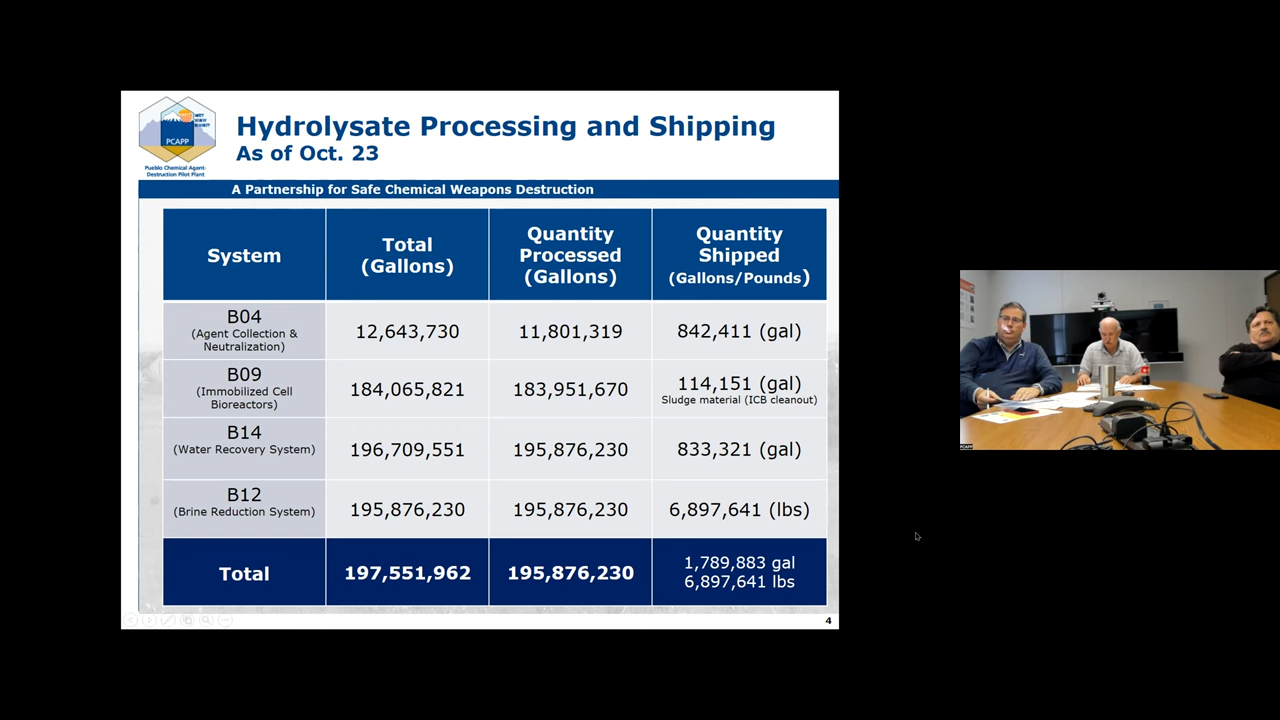 PCAPP
Pueblo Chemical Agent-
Destruction Pilot Plant
Hydrolysate Processing and Shipping
As of Oct. 23
A Partnership for Safe Chemical Weapons Destruction
System
Total
(Gallons)
Quantity
Processed
(Gallons)
Quantity
Shipped
(Gallons/Pounds)
B04
(Agent Collection &
Neutralization)
12,643,730
11,801,319
842,411 (gal)
B09
(Immobilized Cell
Bioreactors)
184,065,821
183,951,670
114,151 (gal)
Sludge material (ICB cleanout)
B14
(Water Recovery System)
196,709,551
195,876,230
833,321 (gal)
B12
(Brine Reduction System)
195,876,230
195,876,230
6,897,641 (lbs)
Total
197,551,962
195,876,230
1,789,883 gal
6,897,641 lbs
4
PCAPP